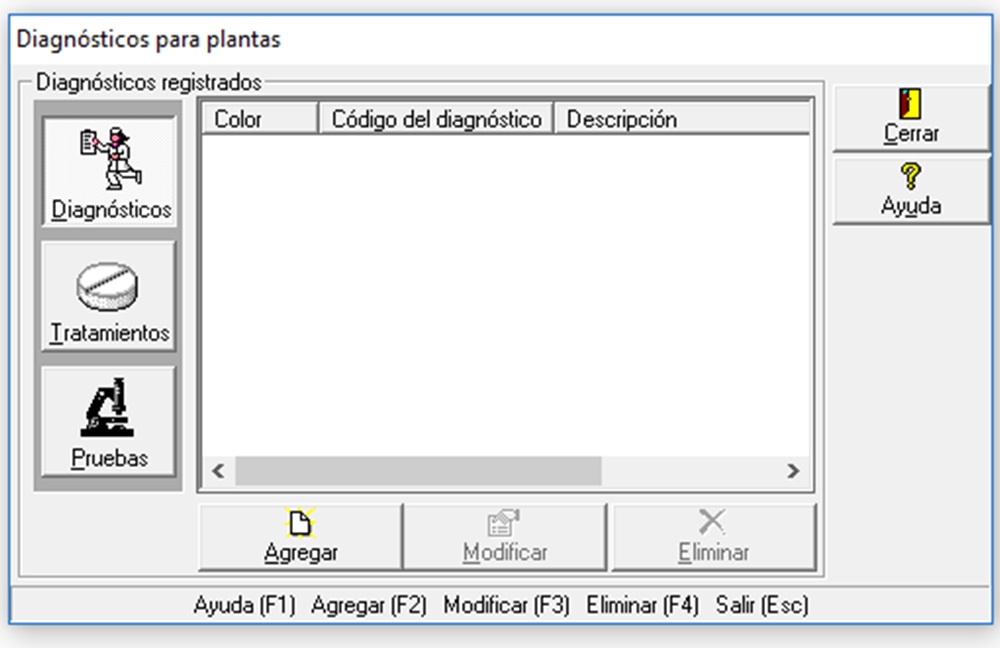 Diagnósticos para plantas
Diagnósticos registrados
Diagnósticos
Tratamientos
Pruebas
Color Código del diagnóstico Descripción
Agregar Modificar Eliminar
Cerrar
Ayuda
Ayuda (F1) Agregar (F2) Modificar (F3) Eliminar (F4) Salir (Esc)